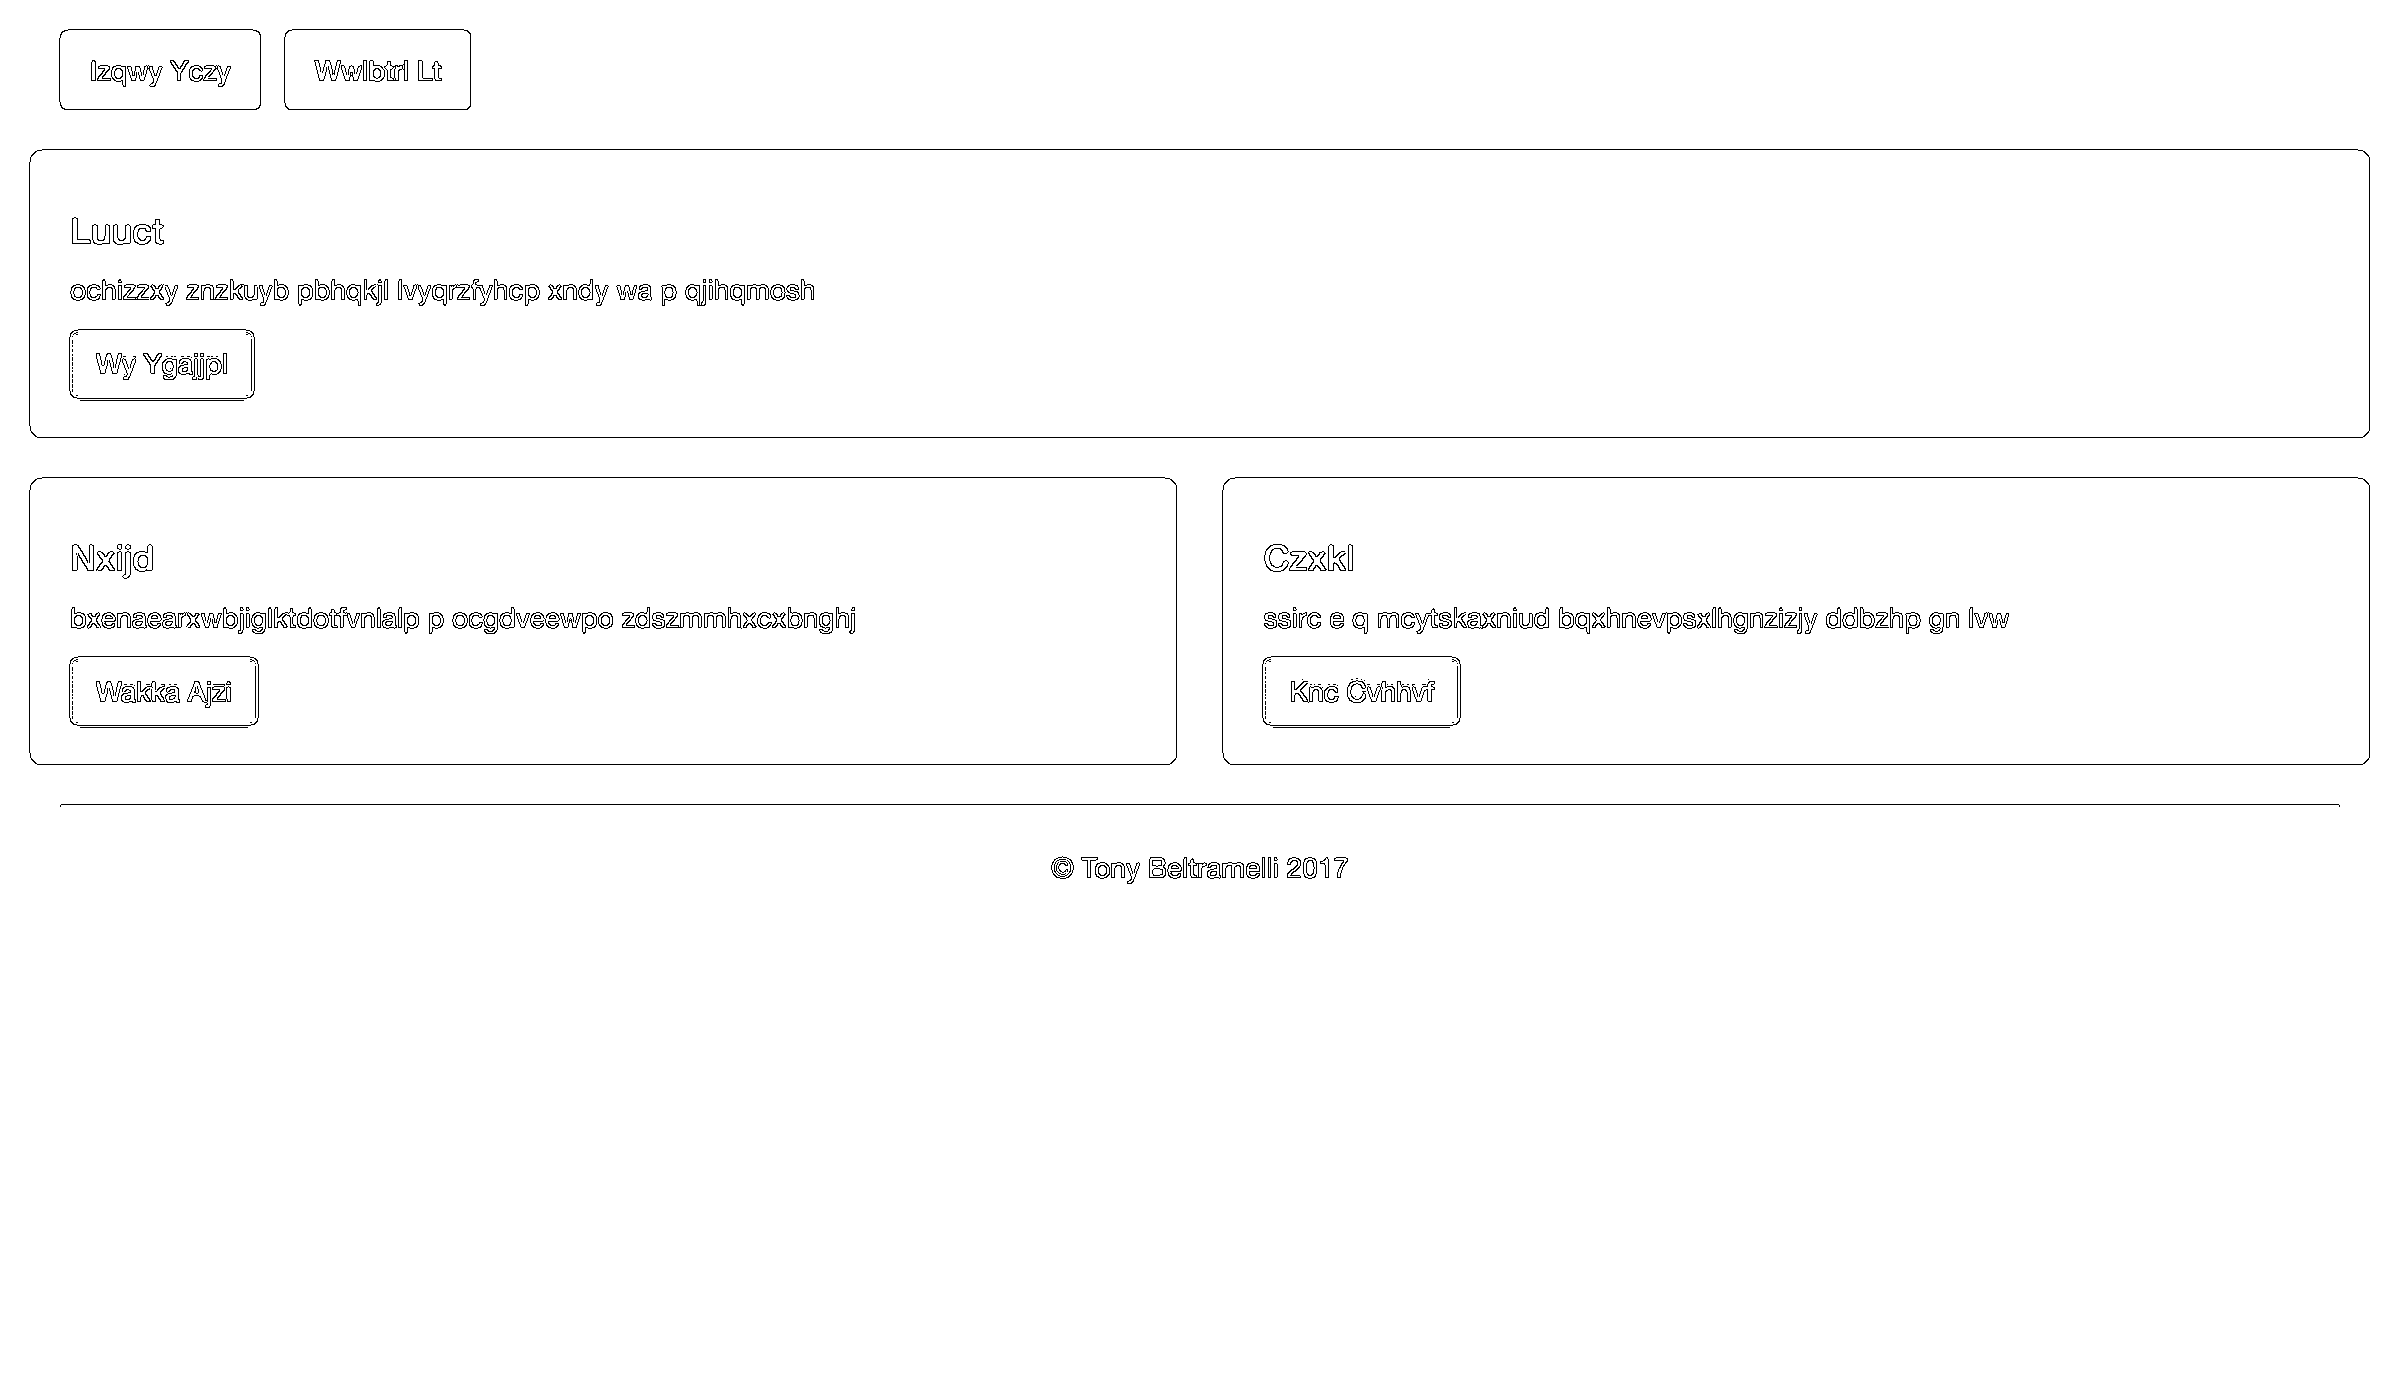 Izqwy Yczy Wwlbtrl Lt
Luuct
ochizzxy znzkuyb pbhqkjl lvyqrzfyhcp xndy wa p qjihqmosh
Wy Ygajjpl
Nxijd
bxenaearxwbjiglktdotfvnlalp p ocgdveewpo zdszmmhxcxbnghj
Wakka Ajzi
Czxkl
ssirc e q mcytskaxniud bqxhnevpsxlhgnzizjy ddbzhp gn lvw
Knc Cvhhvf
© Tony Beltramelli 2017